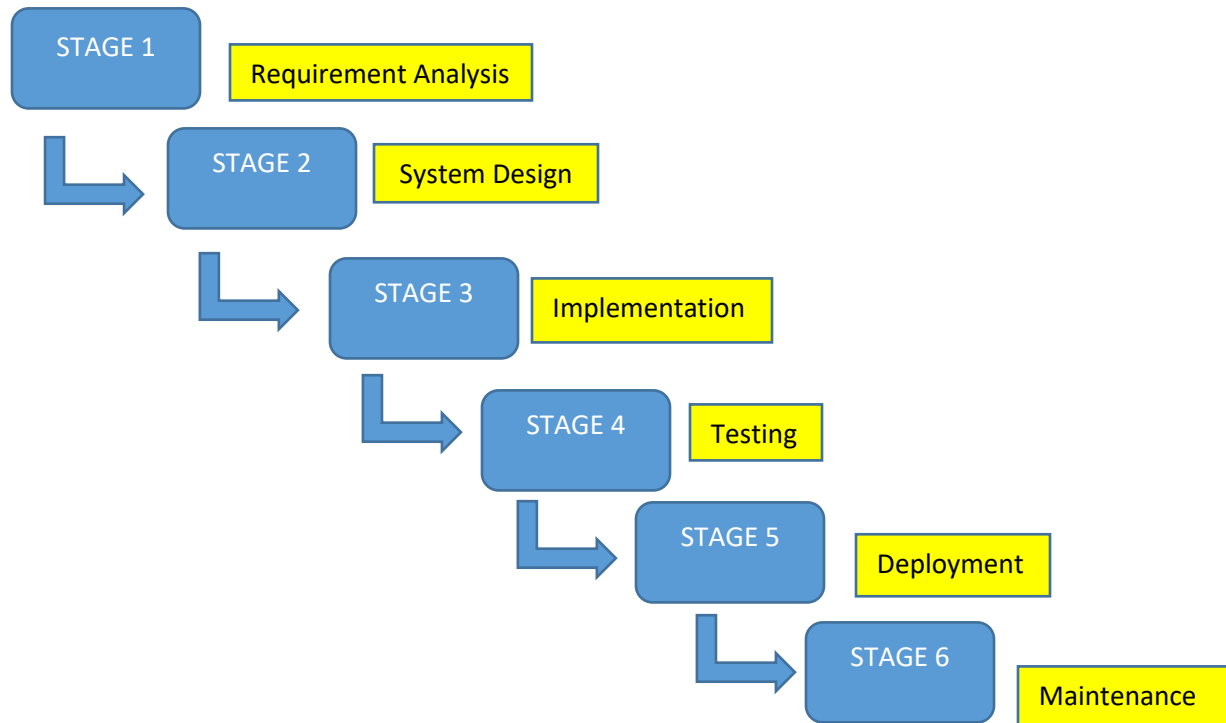 STAGE 1
Requirement Analysis
STAGE 2
System Design
STAGE 3
Implementation
STAGE 4
Testing
STAGE 5
Deployment
STAGE 6
Maintenance